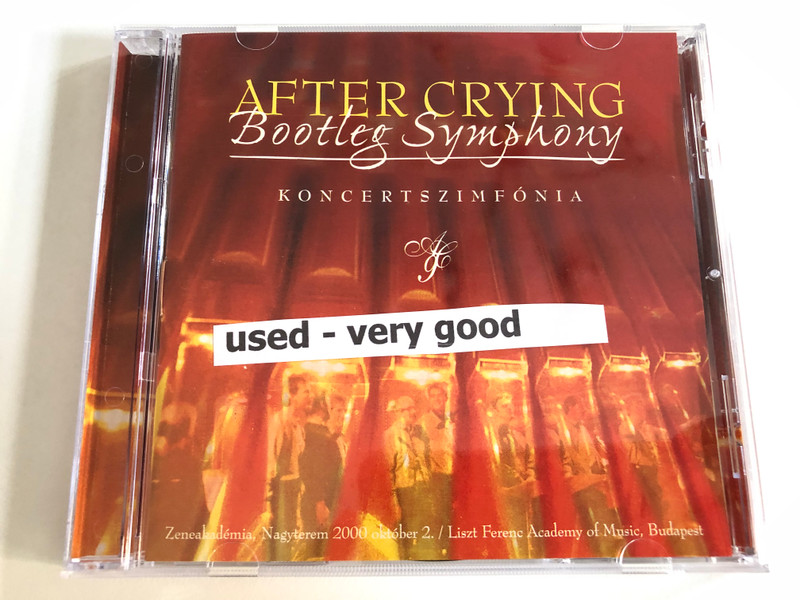 AFTER CRYING
Bootleg Symphony
KONCERTSZIMFÓNIA
used - very good
Zeneakadémia, Nagyterem 2000 október 2. / Liszt Ferenc Academy of Music, Budapest